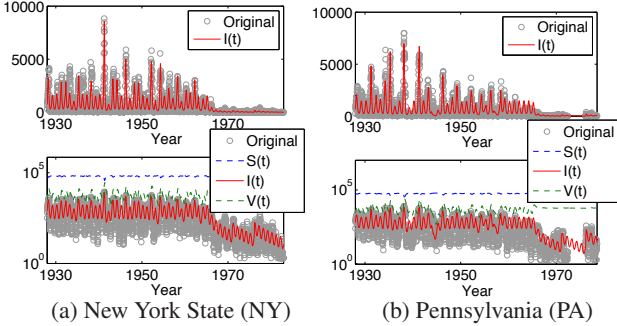 10000
5000
0
1930
1950
1970
Year
Original
I(t)
10^5
10^0
1930
1950
1970
Year
Original
S(t)
I(t)
V(t)
(a) New York State (NY)
10000
5000
0
1930
1950
1970
Year
Original
I(t)
10^5
10^0
1930
1950
1970
Year
Original
S(t)
I(t)
V(t)
(b) Pennsylvania (PA)